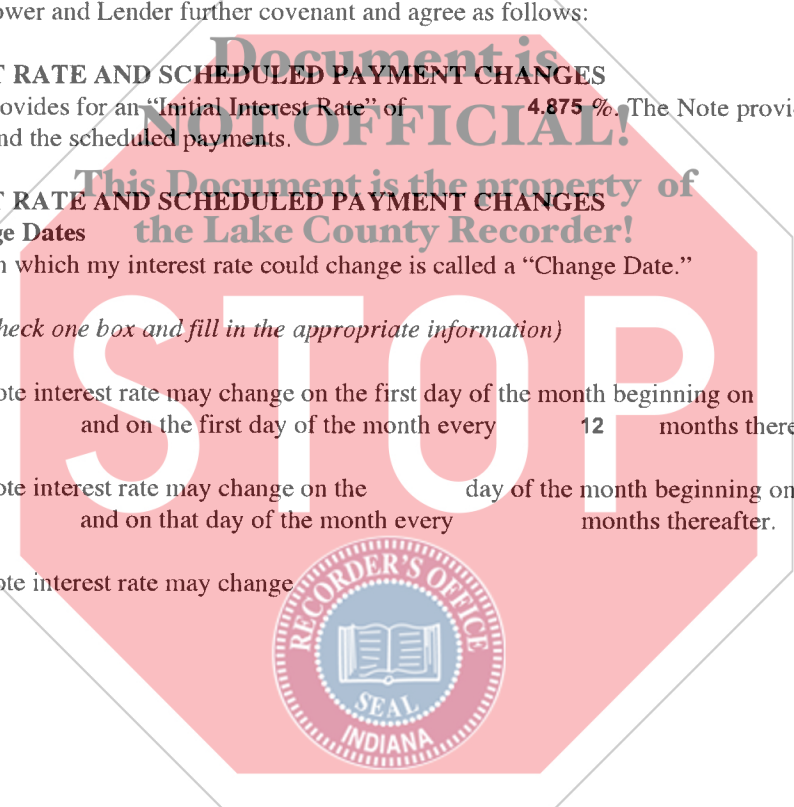 ower and Lender further covenant and agree as follows:
Document is
T RATE AND SCHEDULED PAYMENT CHANGES
ovides for an “Initial Interest Rate” of 4.875 %. The Note provi
NOT OFFICIAL!
nd the scheduled payments.
This Document is the property of
T RATE AND SCHEDULED PAYMENT CHANGES
the Lake County Recorder!
ge Dates
n which my interest rate could change is called a “Change Date.”
heck one box and fill in the appropriate information)
STOP
ote interest rate may change on the first day of the month beginning on
and on the first day of the month every 12 months there
ote interest rate may change on the day of the month beginning on
and on that day of the month every months thereafter.
ote interest rate may change
RECORDER'S OFFICE
SEAL
INDIANA